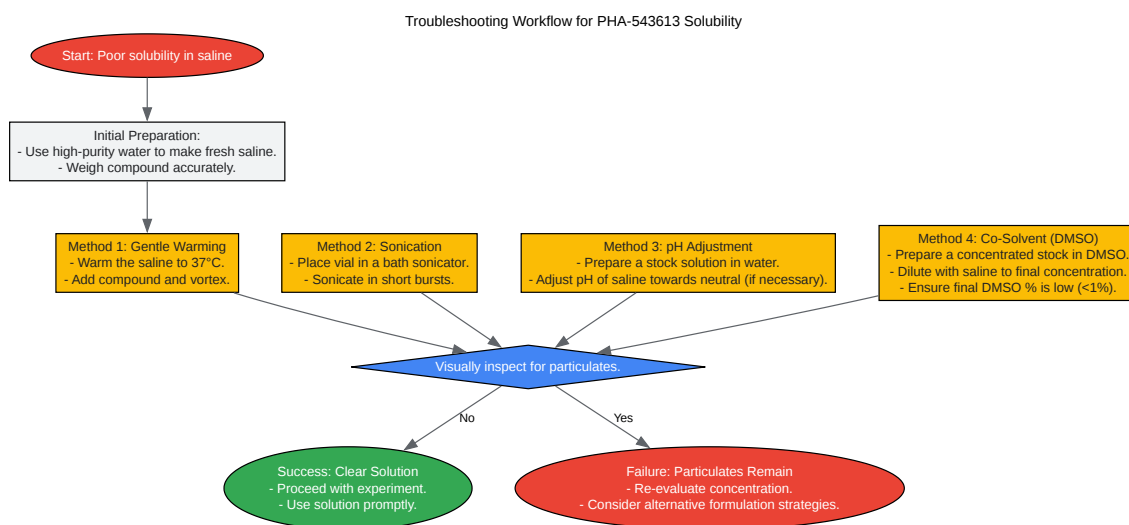 Troubleshooting Workflow for PHA-543613 Solubility
Start: Poor solubility in saline
Initial Preparation:
- Use high-purity water to make fresh saline.
- Weigh compound accurately.
Method 1: Gentle Warming
- Warm the saline to 37°C.
- Add compound and vortex.
Method 2: Sonication
- Place vial in a bath sonicator.
- Sonicate in short bursts.
Method 3: pH Adjustment
- Prepare a stock solution in water.
- Adjust pH of saline towards neutral (if necessary).
Method 4: Co-Solvent (DMSO)
- Prepare a concentrated stock in DMSO.
- Dilute with saline to final concentration.
- Ensure final DMSO % is low (<1%).
Visually inspect for particulates.
No
Yes
Success: Clear Solution
- Proceed with experiment.
- Use solution promptly.
Failure: Particulates Remain
- Re-evaluate concentration.
- Consider alternative formulation strategies.